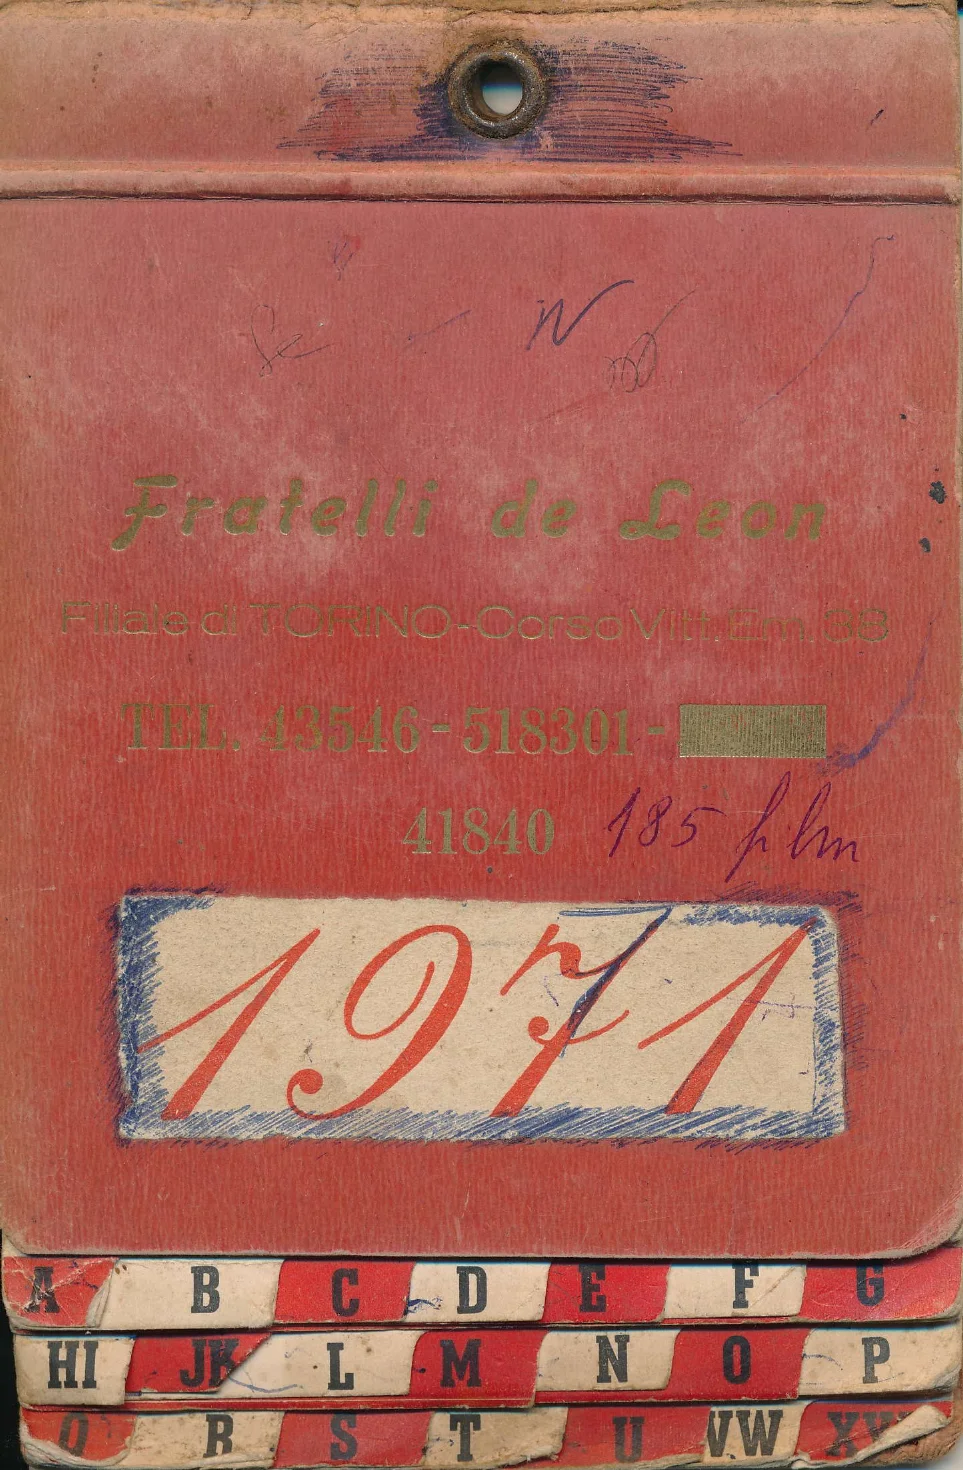 N
Fratelli de Leon
Filiale di TORINO-Corso Vitt. Em. 38
TEL. 43546 - 518301 -
41840 185 film
1971
A B C D E F G
HI JK L M N O P
Q R S T U VW XY